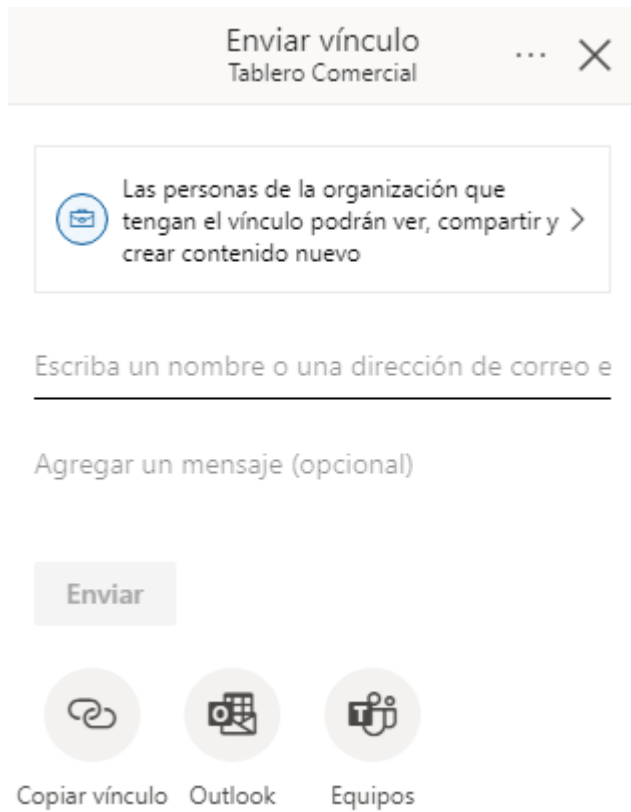 Enviar vínculo
Tablero Comercial
...
Las personas de la organización que
tengan el vínculo podrán ver, compartir y
crear contenido nuevo
Escriba un nombre o una dirección de correo e
Agregar un mensaje (opcional)
Enviar
Copiar vínculo Outlook Equipos